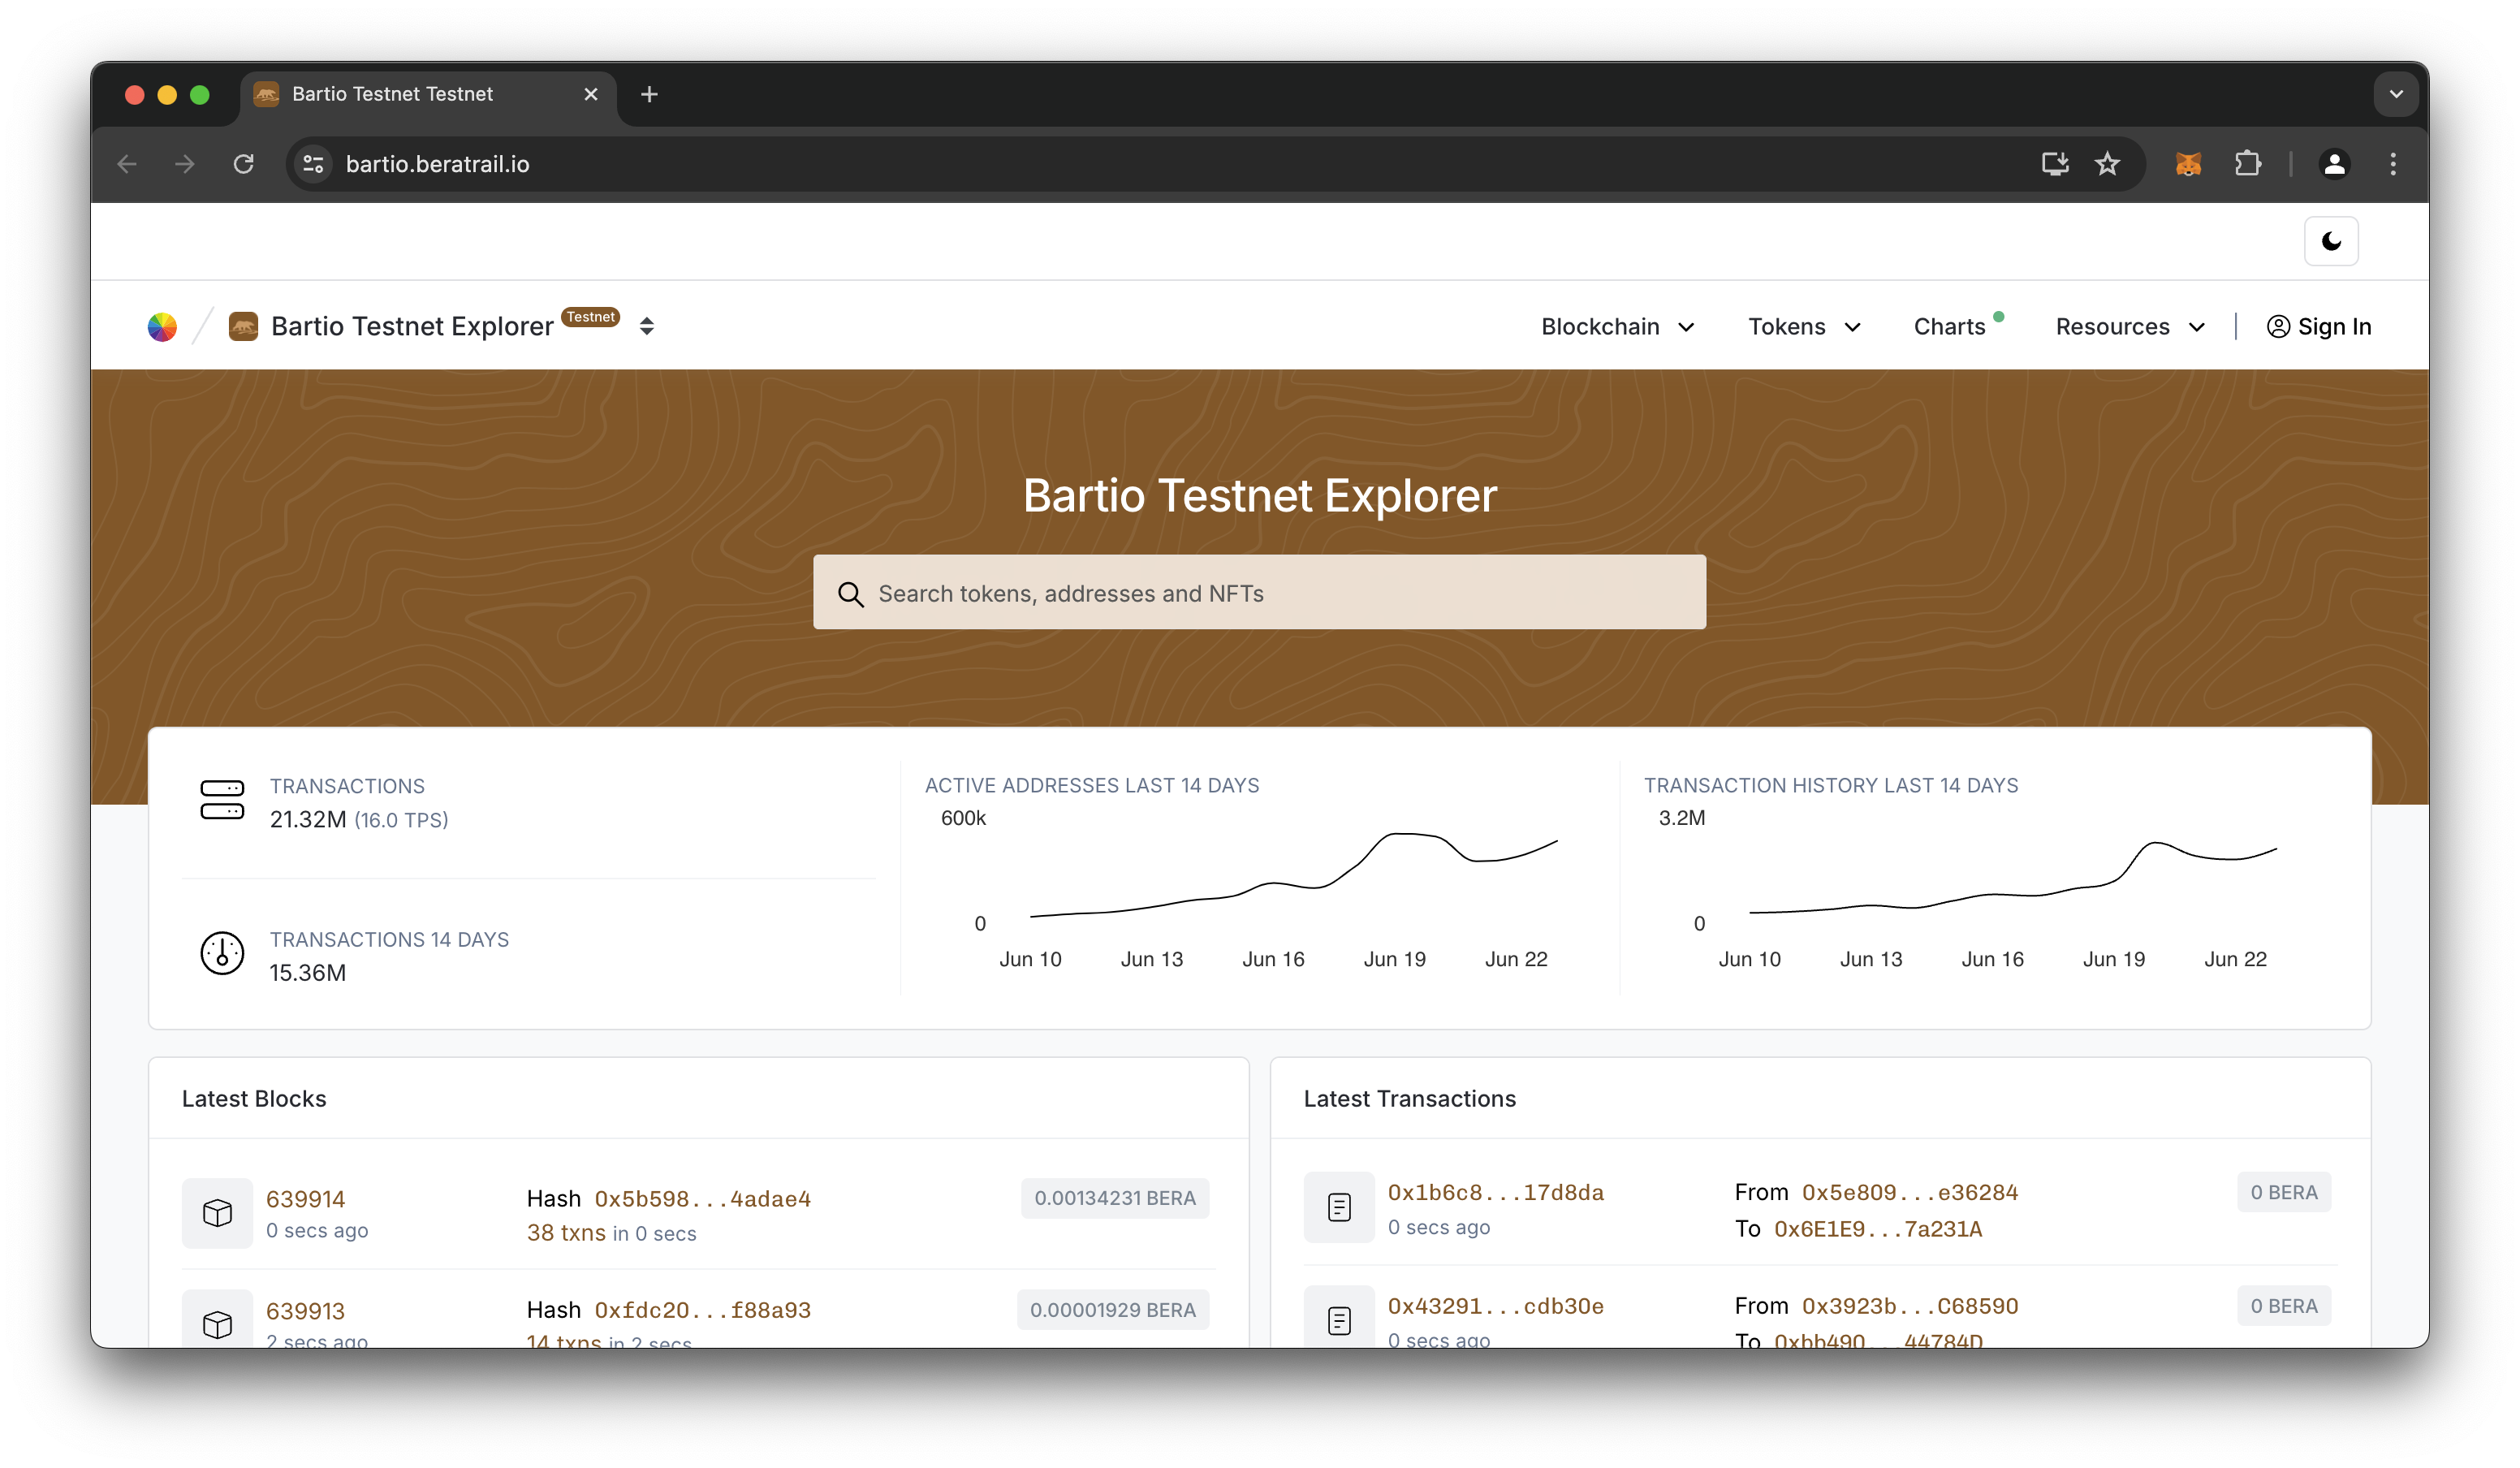 Bartio Testnet Testnet
bartio.beratrail.io
Bartio Testnet Explorer Testnet
Blockchain Tokens Charts Resources Sign In
Bartio Testnet Explorer
Search tokens, addresses and NFTs
TRANSACTIONS
21.32M (16.0 TPS)
TRANSACTIONS 14 DAYS
15.36M
ACTIVE ADDRESSES LAST 14 DAYS
600k
0
Jun 10 Jun 13 Jun 16 Jun 19 Jun 22
TRANSACTION HISTORY LAST 14 DAYS
3.2M
0
Jun 10 Jun 13 Jun 16 Jun 19 Jun 22
Latest Blocks
639914 Hash 0x5b598...4adae4 0.00134231 BERA
0 secs ago 38 txns in 0 secs
639913 Hash 0xfdc20...f88a93 0.00001929 BERA
2 secs ago 14 txns in 2 secs
Latest Transactions
0x1b6c8...17d8da From 0x5e809...e36284 0 BERA
0 secs ago To 0x6E1E9...7a231A
0x43291...cdb30e From 0x3923b...C68590 0 BERA
0 secs ago To 0xbb490...44784D